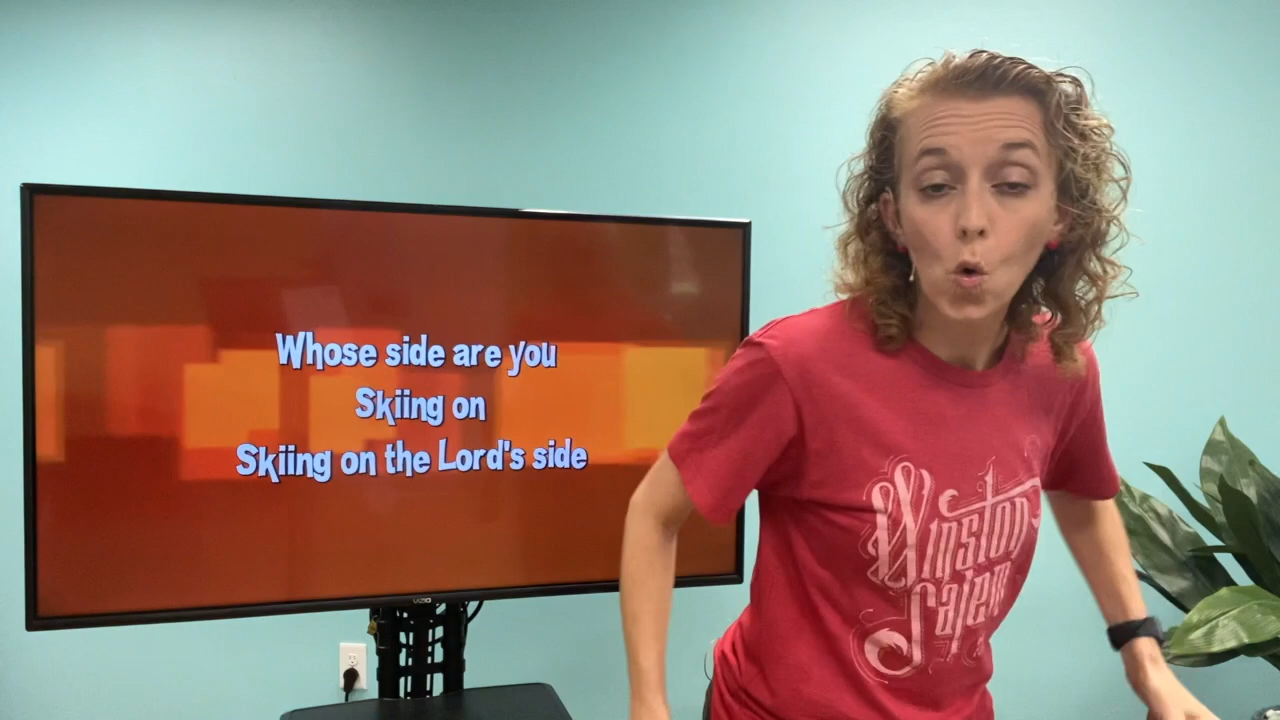 Whose side are you
Skiing on
Skiing on the Lord's side
VIZIO
Winston
Salem